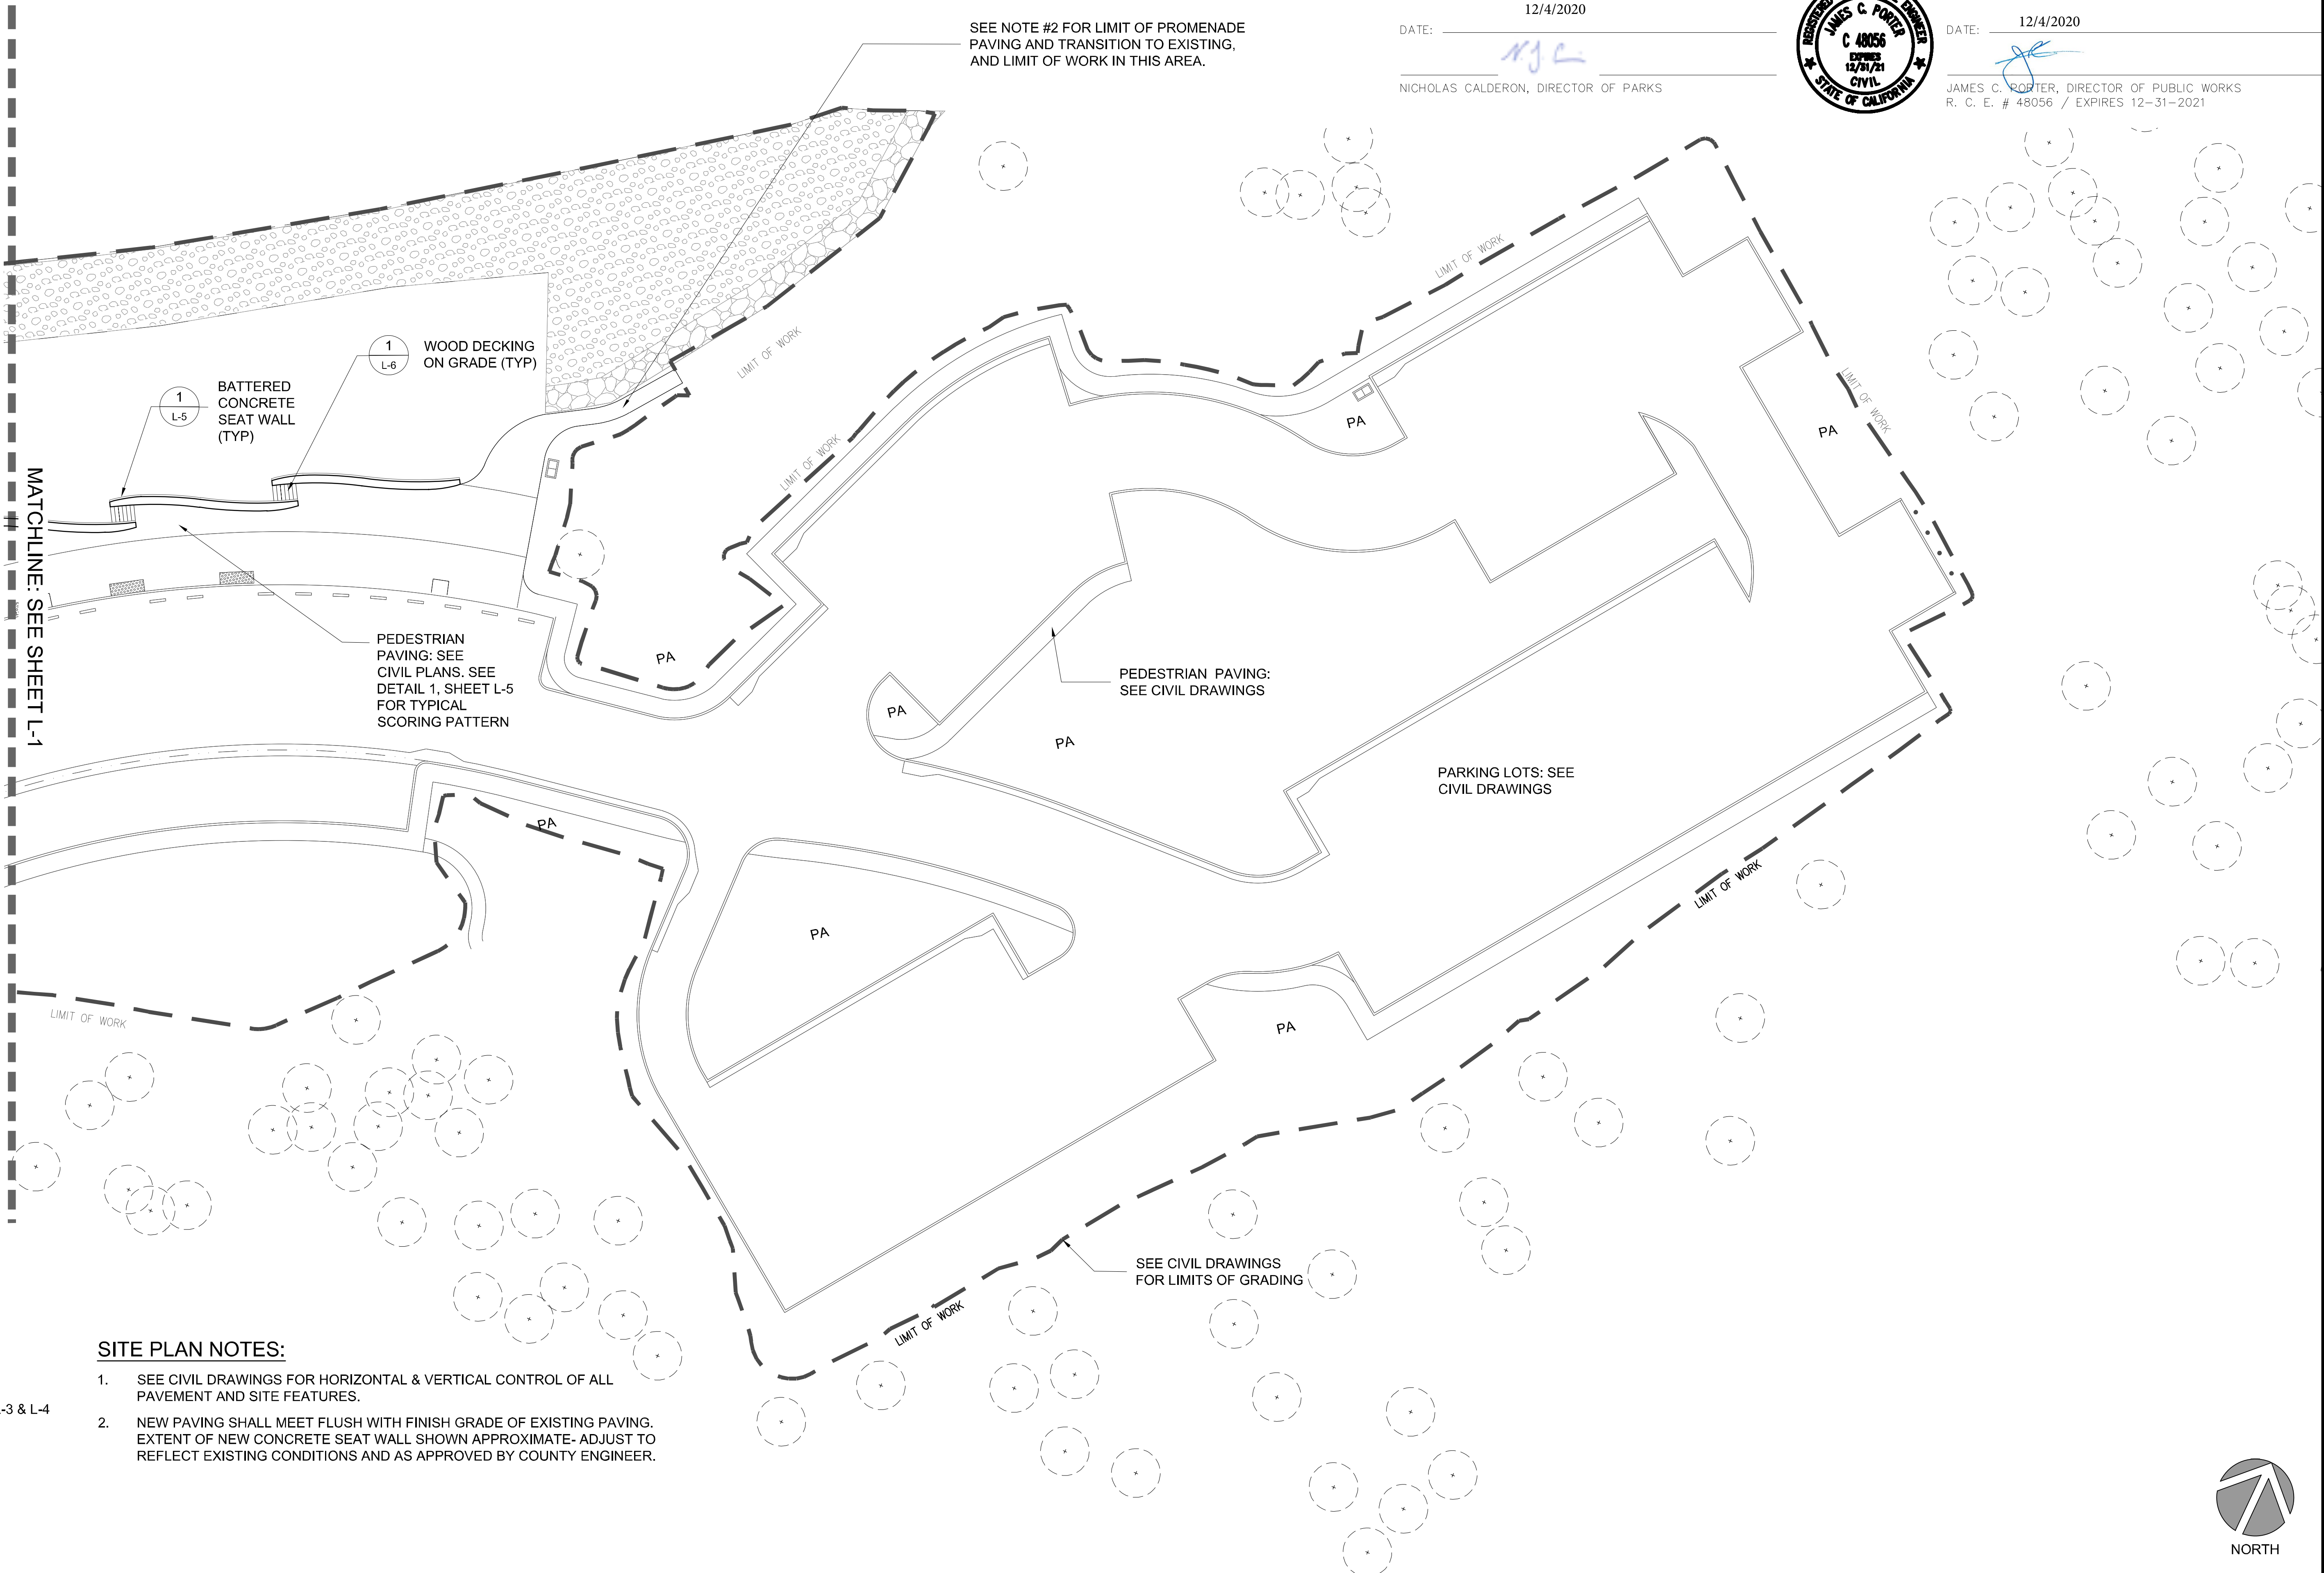 SEE NOTE #2 FOR LIMIT OF PROMENADE
PAVING AND TRANSITION TO EXISTING,
AND LIMIT OF WORK IN THIS AREA.
12/4/2020
DATE:
NICHOLAS CALDERON, DIRECTOR OF PARKS
REGISTERED
ENGINEER
JAMES C. PORTER
C 48056
EXPIRES
12/31/21
CIVIL
STATE OF CALIFORNIA
12/4/2020
DATE:
JAMES C. PORTER, DIRECTOR OF PUBLIC WORKS
R. C. E. # 48056 / EXPIRES 12-31-2021
LIMIT OF WORK
LIMIT OF WORK
LIMIT OF WORK
LIMIT OF WORK
1
L-6
WOOD DECKING
ON GRADE (TYP)
1
L-5
BATTERED
CONCRETE
SEAT WALL
(TYP)
PA
PA
MATCHLINE: SEE SHEET L-1
PEDESTRIAN
PAVING: SEE
CIVIL PLANS. SEE
DETAIL 1, SHEET L-5
FOR TYPICAL
SCORING PATTERN
PA
PEDESTRIAN PAVING:
SEE CIVIL DRAWINGS
PA
PA
PARKING LOTS: SEE
CIVIL DRAWINGS
PA
LIMIT OF WORK
PA
LIMIT OF WORK
PA
SEE CIVIL DRAWINGS
FOR LIMITS OF GRADING
LIMIT OF WORK
SITE PLAN NOTES:
1. SEE CIVIL DRAWINGS FOR HORIZONTAL & VERTICAL CONTROL OF ALL
PAVEMENT AND SITE FEATURES.
-3 & L-4
2. NEW PAVING SHALL MEET FLUSH WITH FINISH GRADE OF EXISTING PAVING.
EXTENT OF NEW CONCRETE SEAT WALL SHOWN APPROXIMATE- ADJUST TO
REFLECT EXISTING CONDITIONS AND AS APPROVED BY COUNTY ENGINEER.
NORTH